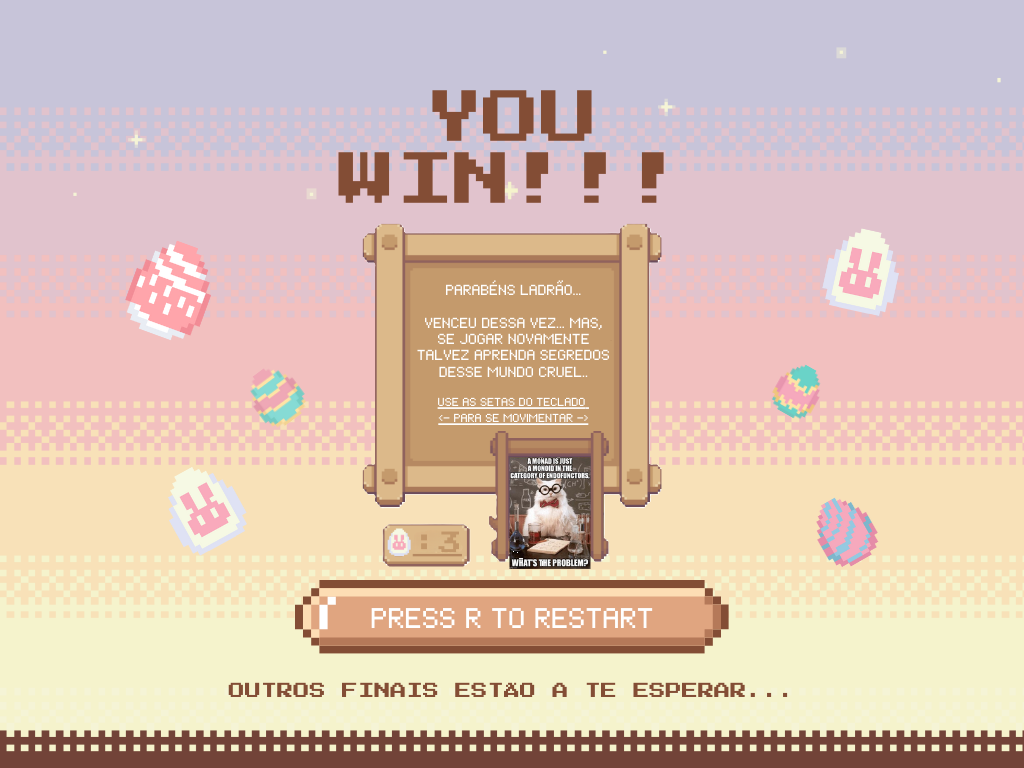 YOU
WIN!!!
PARABÉNS LADRÃO...
VENCEU DESSA VEZ... MAS,
SE JOGAR NOVAMENTE
TALVEZ APRENDA SEGREDOS
DESSE MUNDO CRUEL..
USE AS SETAS DO TECLADO
<- PARA SE MOVIMENTAR ->
A MONAD IS JUST
A MONOID IN THE
CATEGORY OF ENDOFUNCTORS.
WHAT'S THE PROBLEM?
: 3
PRESS R TO RESTART
OUTROS FINAIS ESTÃO A TE ESPERAR...